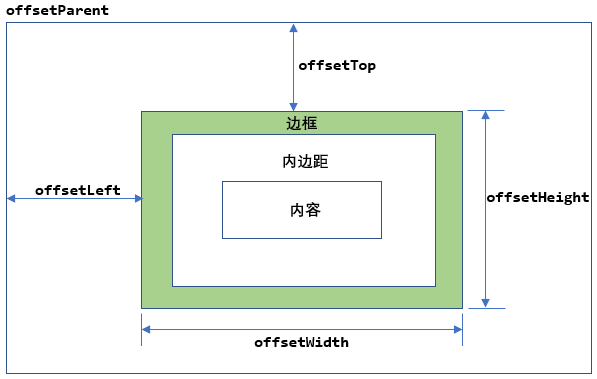 offsetParent
offsetTop
边框
内边距
offsetLeft
内容
offsetHeight
offsetWidth